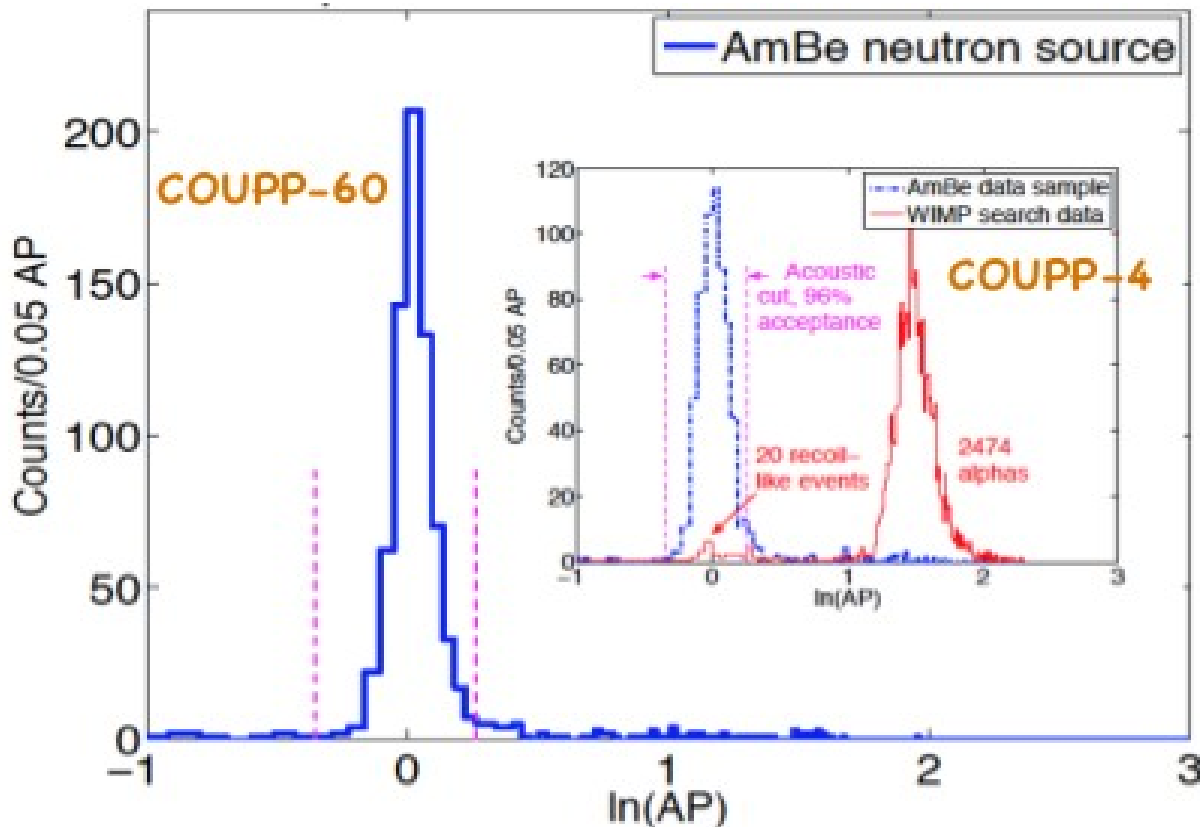 AmBe neutron source
COUPP-60
Counts/0.05 AP
200
150
100
50
0
-1
0
1
2
3
ln(AP)
AmBe data sample
WIMP search data
COUPP-4
Acoustic
cut, 96%
acceptance
20 recoil-
like events
2474
alphas
Counts/0.05 AP
120
100
80
60
40
20
0
-1
0
1
2
3
ln(AP)